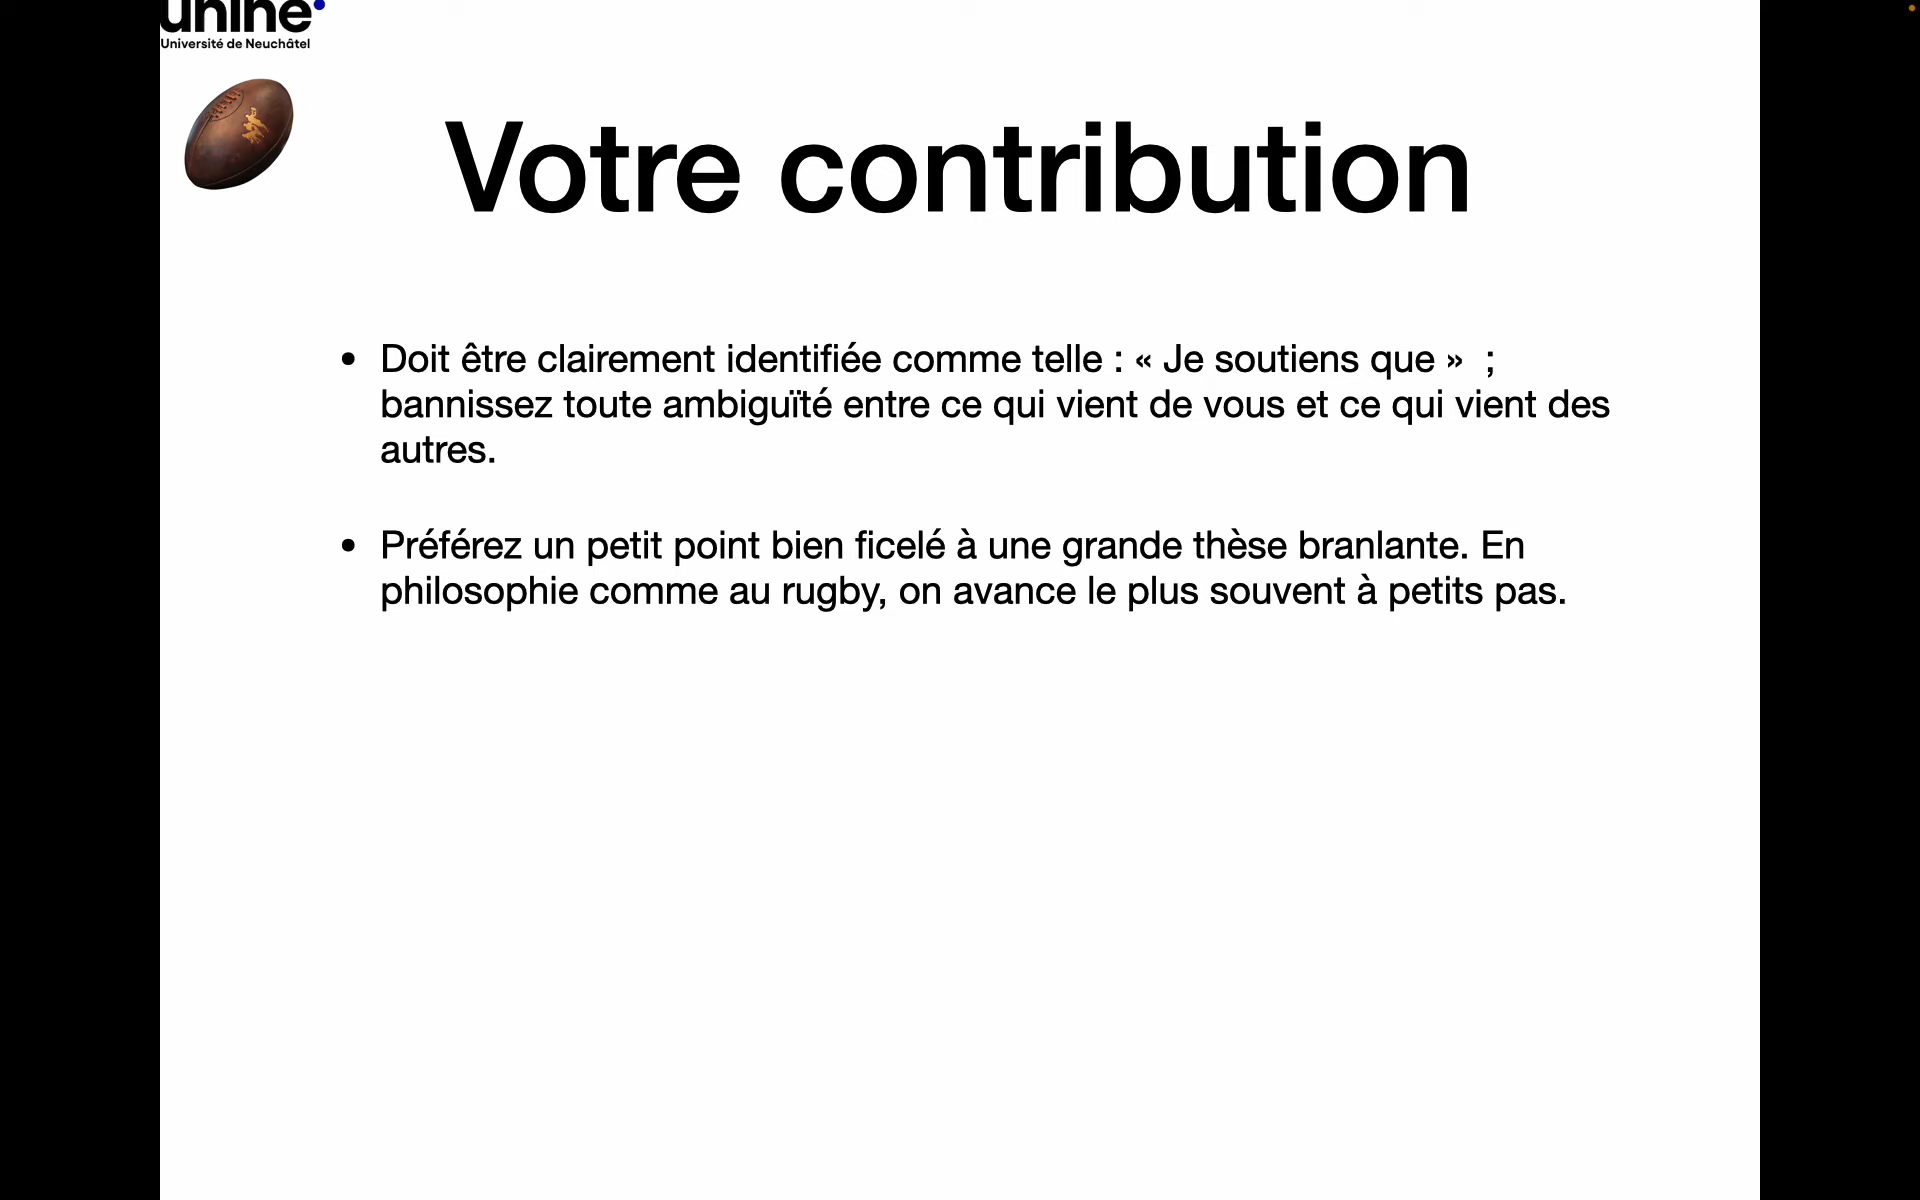 unine
Université de Neuchâtel
Votre contribution
• Doit être clairement identifiée comme telle : « Je soutiens que »  ;
bannissez toute ambiguïté entre ce qui vient de vous et ce qui vient des
autres.
• Préférez un petit point bien ficelé à une grande thèse branlante. En
philosophie comme au rugby, on avance le plus souvent à petits pas.